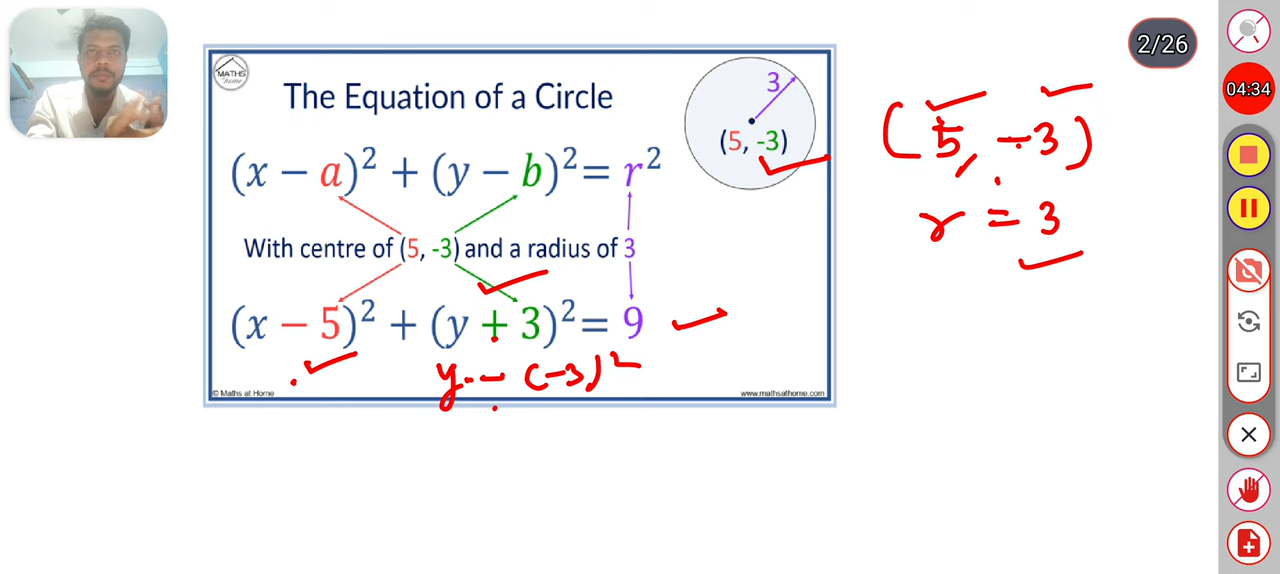 2/26
04:34
MATHS
at home
The Equation of a Circle
3
(5, -3)
(x − a)² + (y − b)² = r²
With centre of (5, -3) and a radius of 3
(x − 5)² + (y + 3)² = 9
y - (-3)²
© Maths at Home
www.mathsathome.com
(5, -3)
r = 3